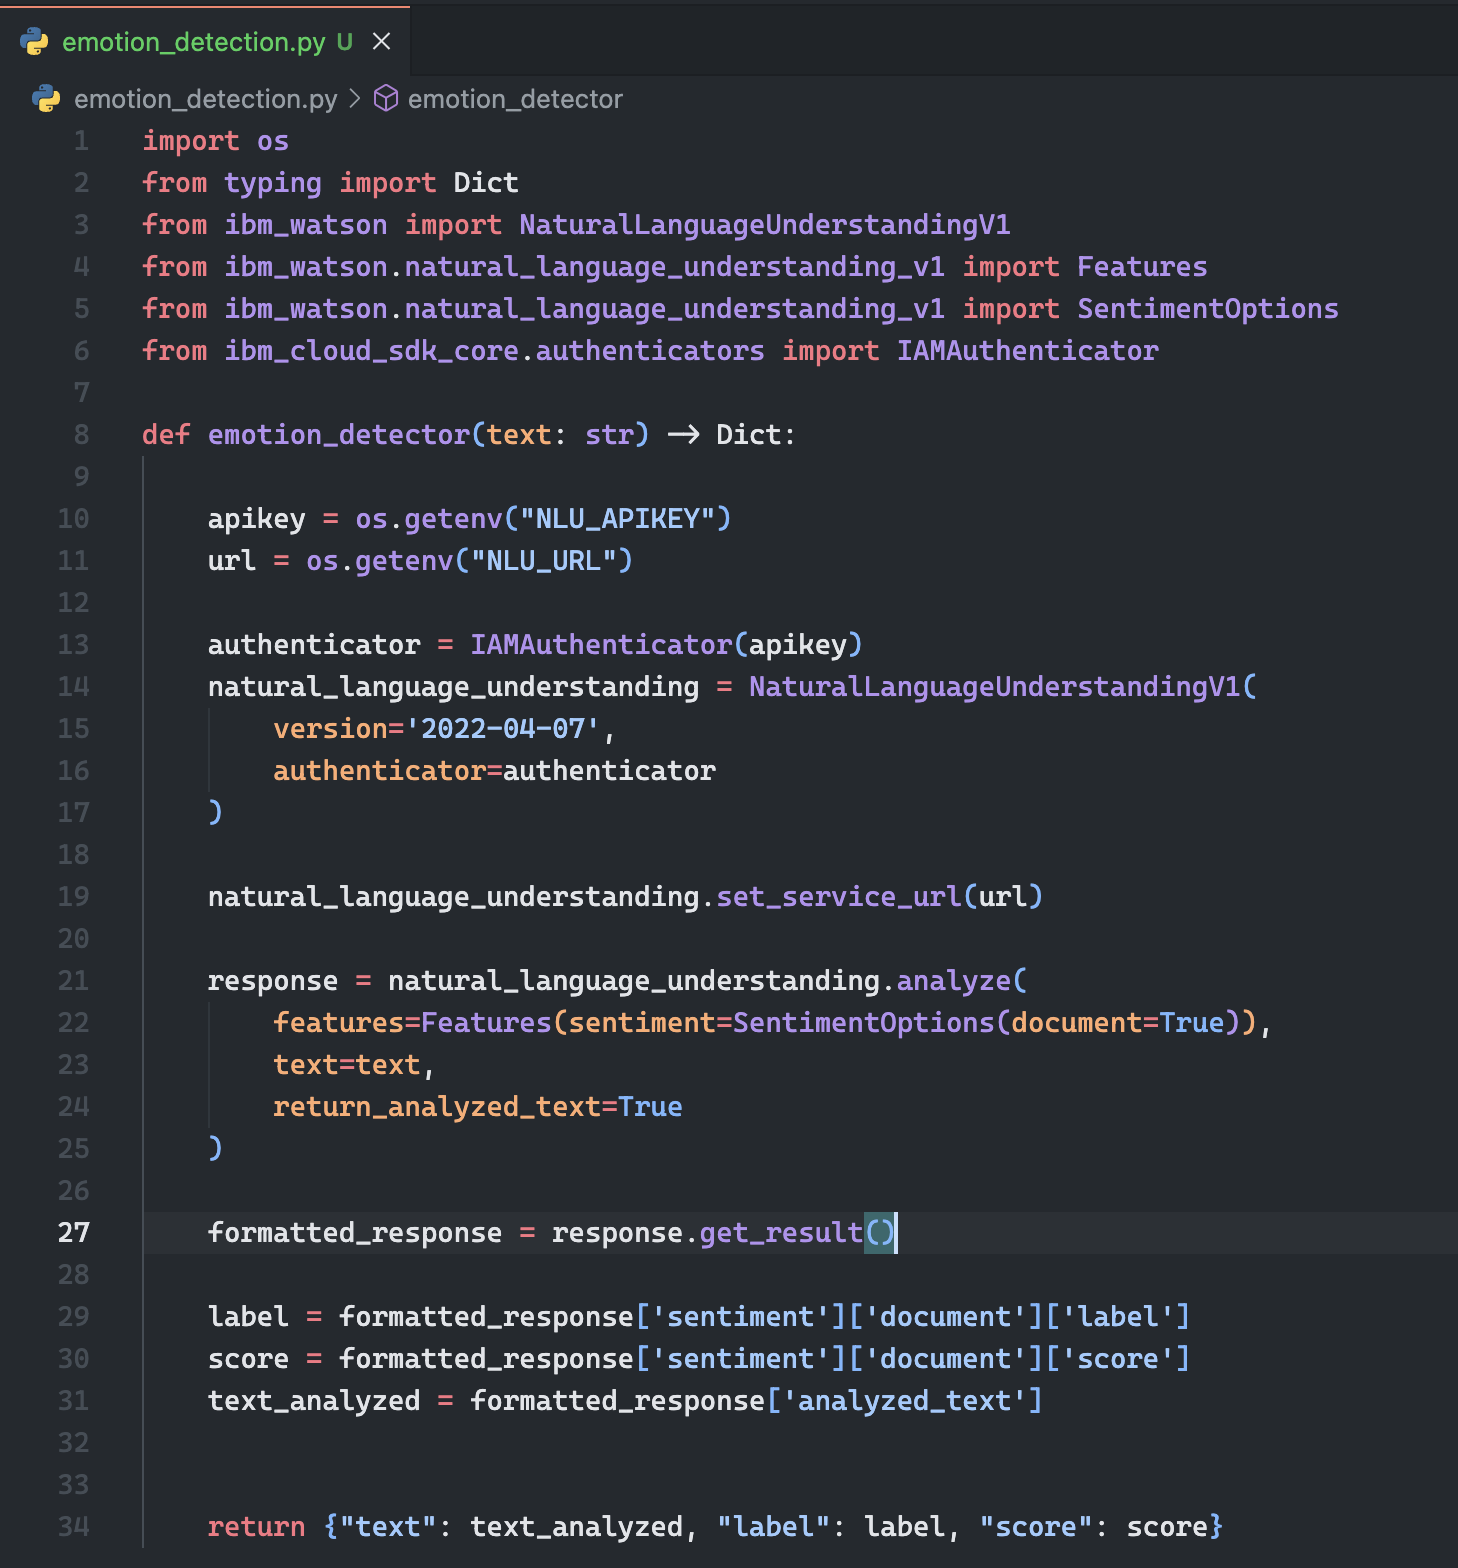 emotion_detection.py U ×
emotion_detection.py > emotion_detector
1 import os
2 from typing import Dict
3 from ibm_watson import NaturalLanguageUnderstandingV1
4 from ibm_watson.natural_language_understanding_v1 import Features
5 from ibm_watson.natural_language_understanding_v1 import SentimentOptions
6 from ibm_cloud_sdk_core.authenticators import IAMAuthenticator
7
8 def emotion_detector(text: str) -> Dict:
9
10     apikey = os.getenv("NLU_APIKEY")
11     url = os.getenv("NLU_URL")
12
13     authenticator = IAMAuthenticator(apikey)
14     natural_language_understanding = NaturalLanguageUnderstandingV1(
15         version='2022-04-07',
16         authenticator=authenticator
17     )
18
19     natural_language_understanding.set_service_url(url)
20
21     response = natural_language_understanding.analyze(
22         features=Features(sentiment=SentimentOptions(document=True)),
23         text=text,
24         return_analyzed_text=True
25     )
26
27     formatted_response = response.get_result()
28
29     label = formatted_response['sentiment']['document']['label']
30     score = formatted_response['sentiment']['document']['score']
31     text_analyzed = formatted_response['analyzed_text']
32
33
34     return {"text": text_analyzed, "label": label, "score": score}